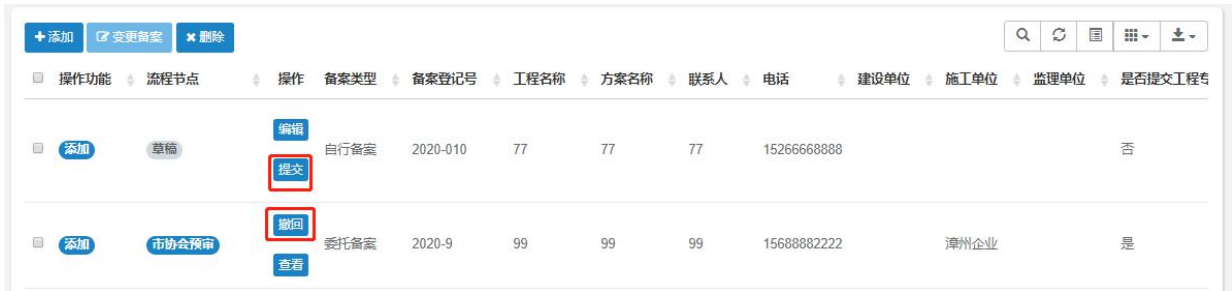 添加 变更备案 删除
操作功能 流程节点 操作 备案类型 备案登记号 工程名称 方案名称 联系人 电话 建设单位 施工单位 监理单位 是否提交工程专
编辑
添加 草稿 自行备案 2020-010 77 77 77 15266668888 否
提交
撤回
添加 市协会预审 委托备案 2020-9 99 99 99 15688882222 漳州企业 是
查看